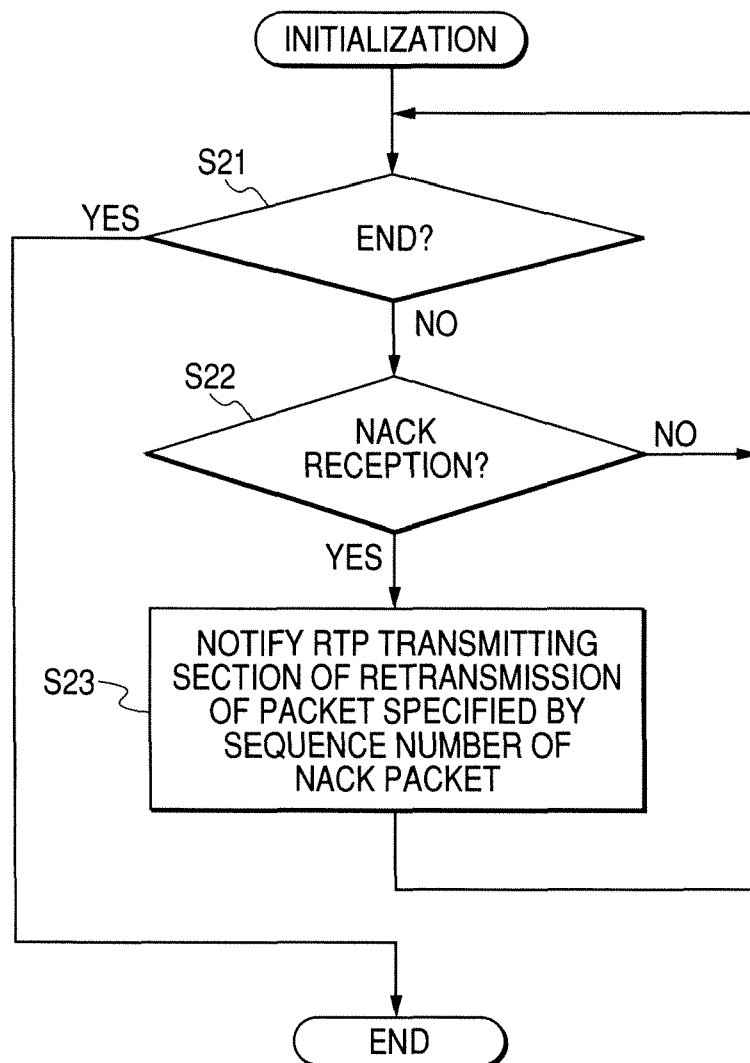 INITIALIZATION
S21
YES
END?
NO
S22
NACK
RECEPTION?
NO
YES
S23
NOTIFY RTP TRANSMITTING
SECTION OF RETRANSMISSION
OF PACKET SPECIFIED BY
SEQUENCE NUMBER OF
NACK PACKET
END